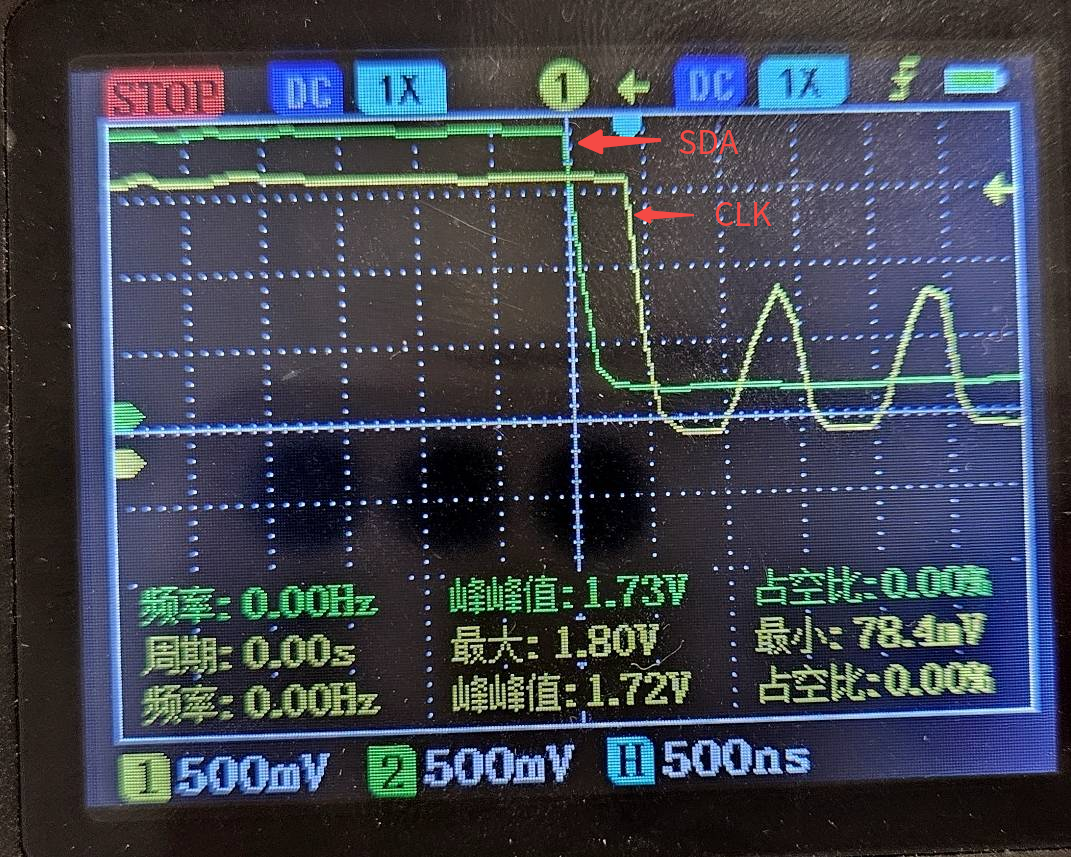 STOP DC 1X 1 DC 1X
SDA
CLK
频率:0.00Hz 峰峰值:1.73V 占空比:0.00%
周期:0.00s 最大:1.80V 最小:78.4mV
频率:0.00Hz 峰峰值:1.72V 占空比:0.00%
1 500mV 2 500mV H 500ns